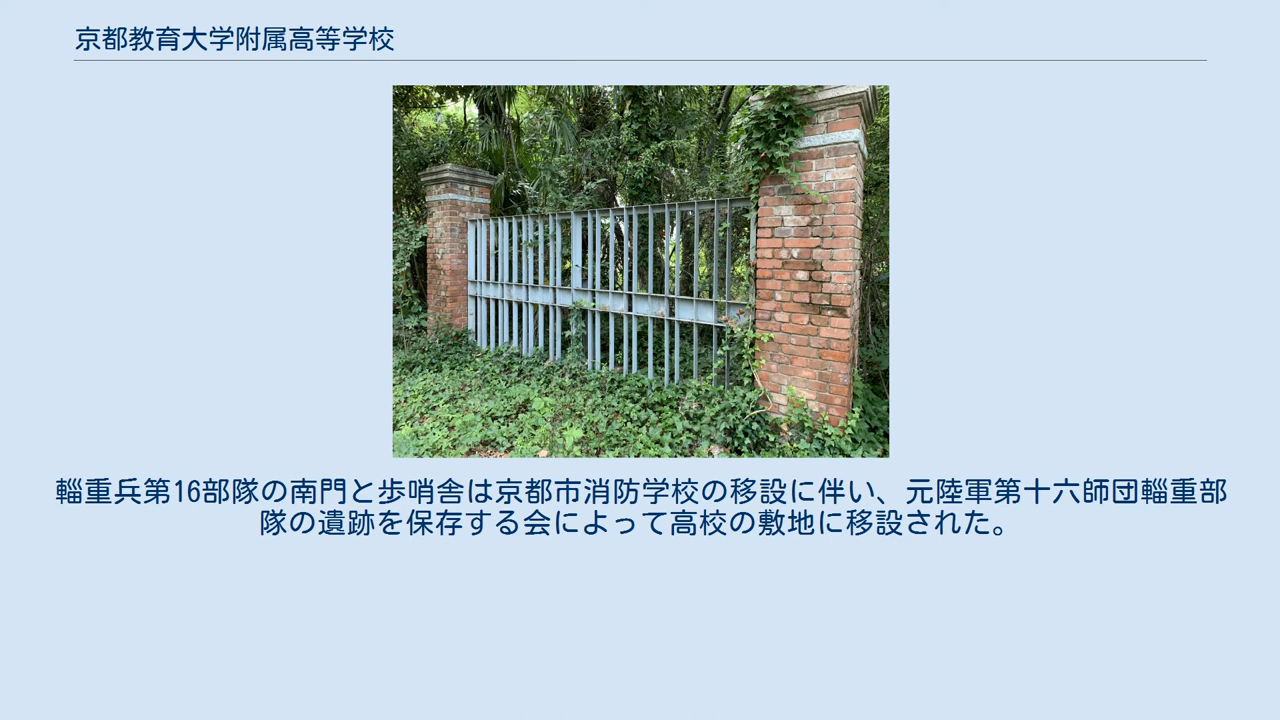 京都教育大学附属高等学校
輜重兵第16部隊の南門と歩哨舎は京都市消防学校の移設に伴い、元陸軍第十六師団輜重部
隊の遺跡を保存する会によって高校の敷地に移設された。